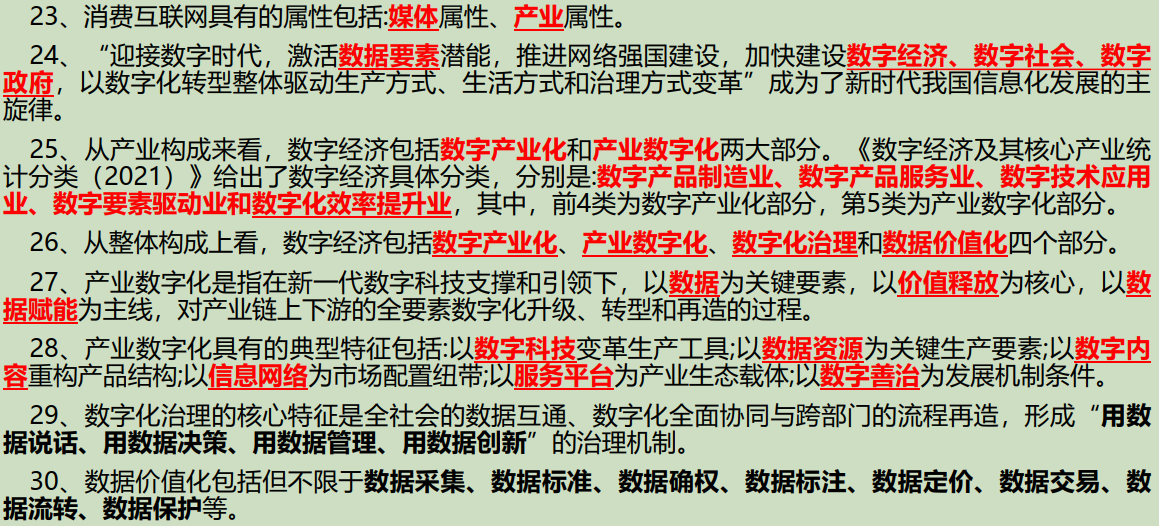 23、消费互联网具有的属性包括:媒体属性、产业属性。
24、“迎接数字时代，激活数据要素潜能，推进网络强国建设，加快建设数字经济、数字社会、数字
政府，以数字化转型整体驱动生产方式、生活方式和治理方式变革”成为了新时代我国信息化发展的主
旋律。
25、从产业构成来看，数字经济包括数字产业化和产业数字化两大部分。《数字经济及其核心产业统
计分类（2021）》给出了数字经济具体分类，分别是:数字产品制造业、数字产品服务业、数字技术应用
业、数字要素驱动业和数字化效率提升业，其中，前4类为数字产业化部分，第5类为产业数字化部分。
26、从整体构成上看，数字经济包括数字产业化、产业数字化、数字化治理和数据价值化四个部分。
27、产业数字化是指在新一代数字科技支撑和引领下，以数据为关键要素，以价值释放为核心，以数
据赋能为主线，对产业链上下游的全要素数字化升级、转型和再造的过程。
28、产业数字化具有的典型特征包括:以数字科技变革生产工具;以数据资源为关键生产要素;以数字内
容重构产品结构;以信息网络为市场配置纽带;以服务平台为产业生态载体;以数字善治为发展机制条件。
29、数字化治理的核心特征是全社会的数据互通、数字化全面协同与跨部门的流程再造，形成“用数
据说话、用数据决策、用数据管理、用数据创新”的治理机制。
30、数据价值化包括但不限于数据采集、数据标准、数据确权、数据标注、数据定价、数据交易、数
据流转、数据保护等。